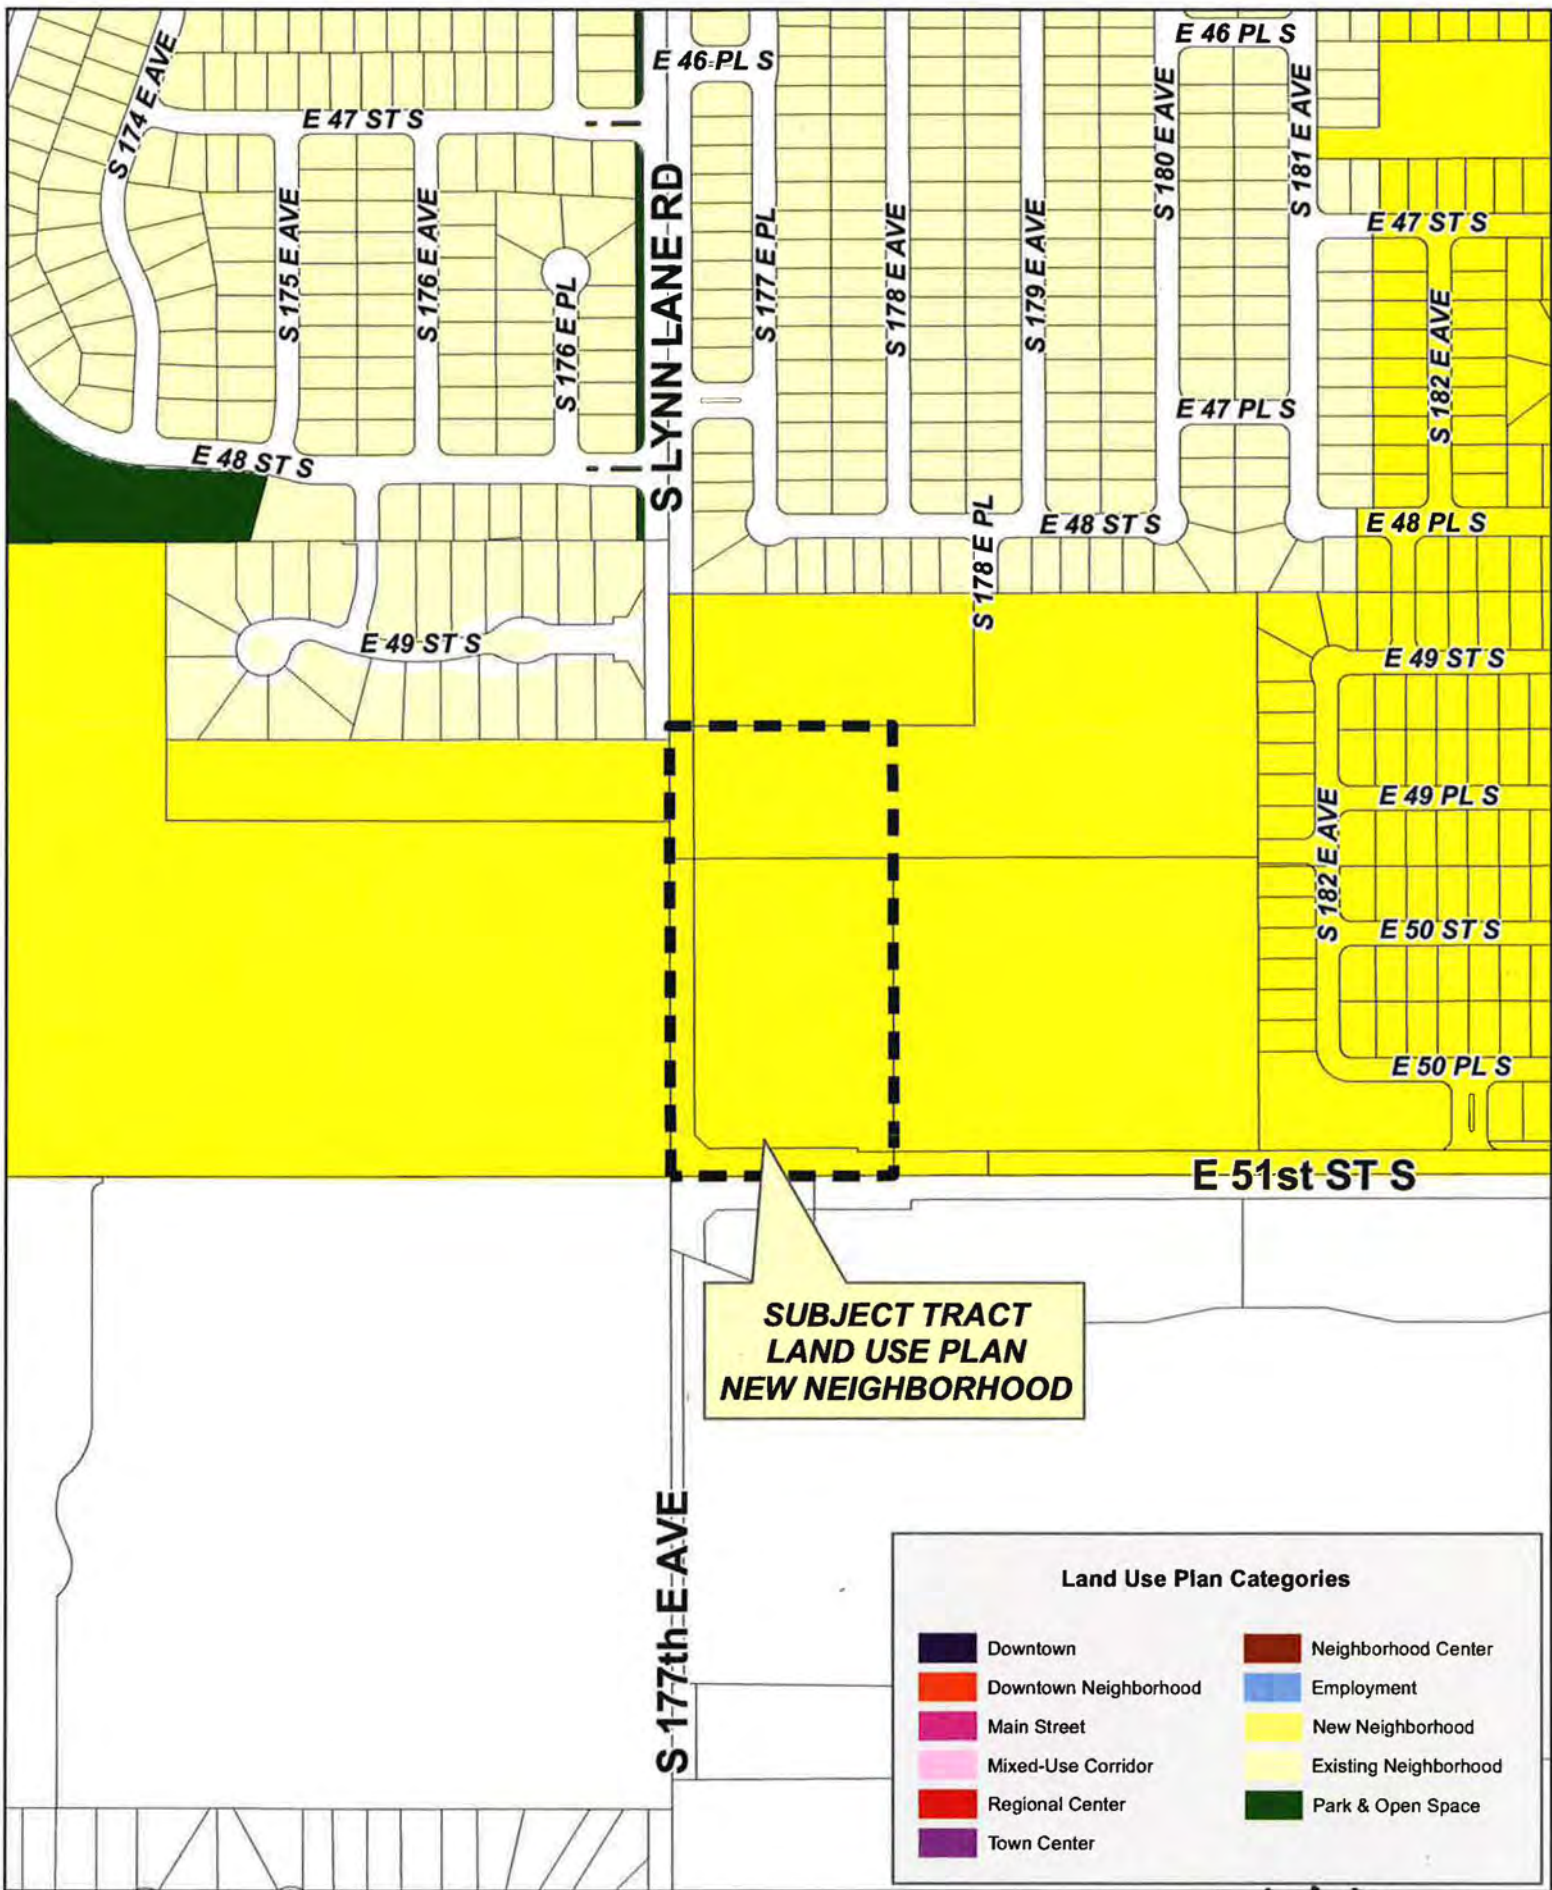 E 46 PL S
E 46 PL S
S 174 E AVE
E 47 ST S
S 180 E AVE
S 181 E AVE
S LYNN LANE RD
S 175 E AVE
S 176 E AVE
S 176 E PL
S 177 E PL
S 178 E AVE
S 179 E AVE
E 47 ST S
S 182 E AVE
E 47 PL S
E 48 ST S
E 48 ST S
E 48 PL S
S 178 E PL
E 49 ST S
E 49 ST S
E 49 PL S
S 182 E AVE
E 50 ST S
E 50 PL S
E 51st ST S
SUBJECT TRACT
LAND USE PLAN
NEW NEIGHBORHOOD
S 177th E AVE
Land Use Plan Categories
Downtown
Downtown Neighborhood
Main Street
Mixed-Use Corridor
Regional Center
Town Center
Neighborhood Center
Employment
New Neighborhood
Existing Neighborhood
Park & Open Space